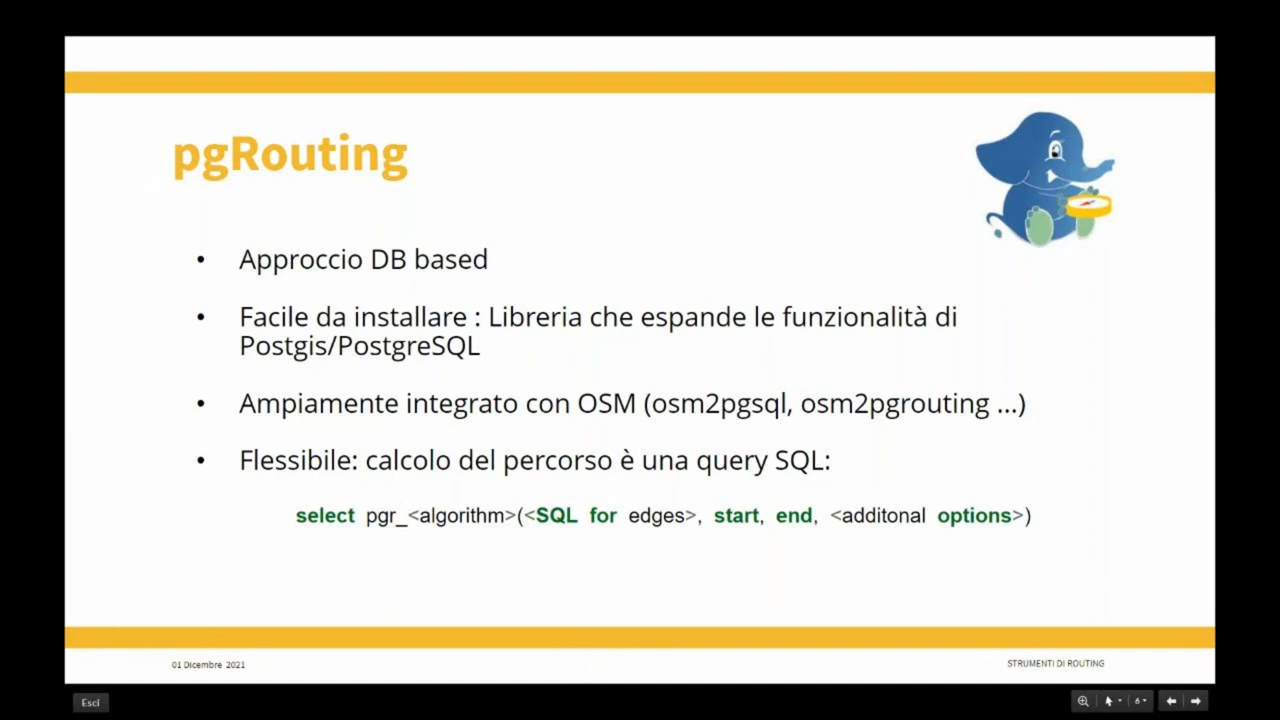 pgRouting
• Approccio DB based
• Facile da installare : Libreria che espande le funzionalità di
Postgis/PostgreSQL
• Ampiamente integrato con OSM (osm2pgsql, osm2pgrouting ...)
• Flessibile: calcolo del percorso è una query SQL:
select pgr_<algorithm>(<SQL for edges>, start, end, <additonal options>)
01 Dicembre 2021
STRUMENTI DI ROUTING
Esci
6